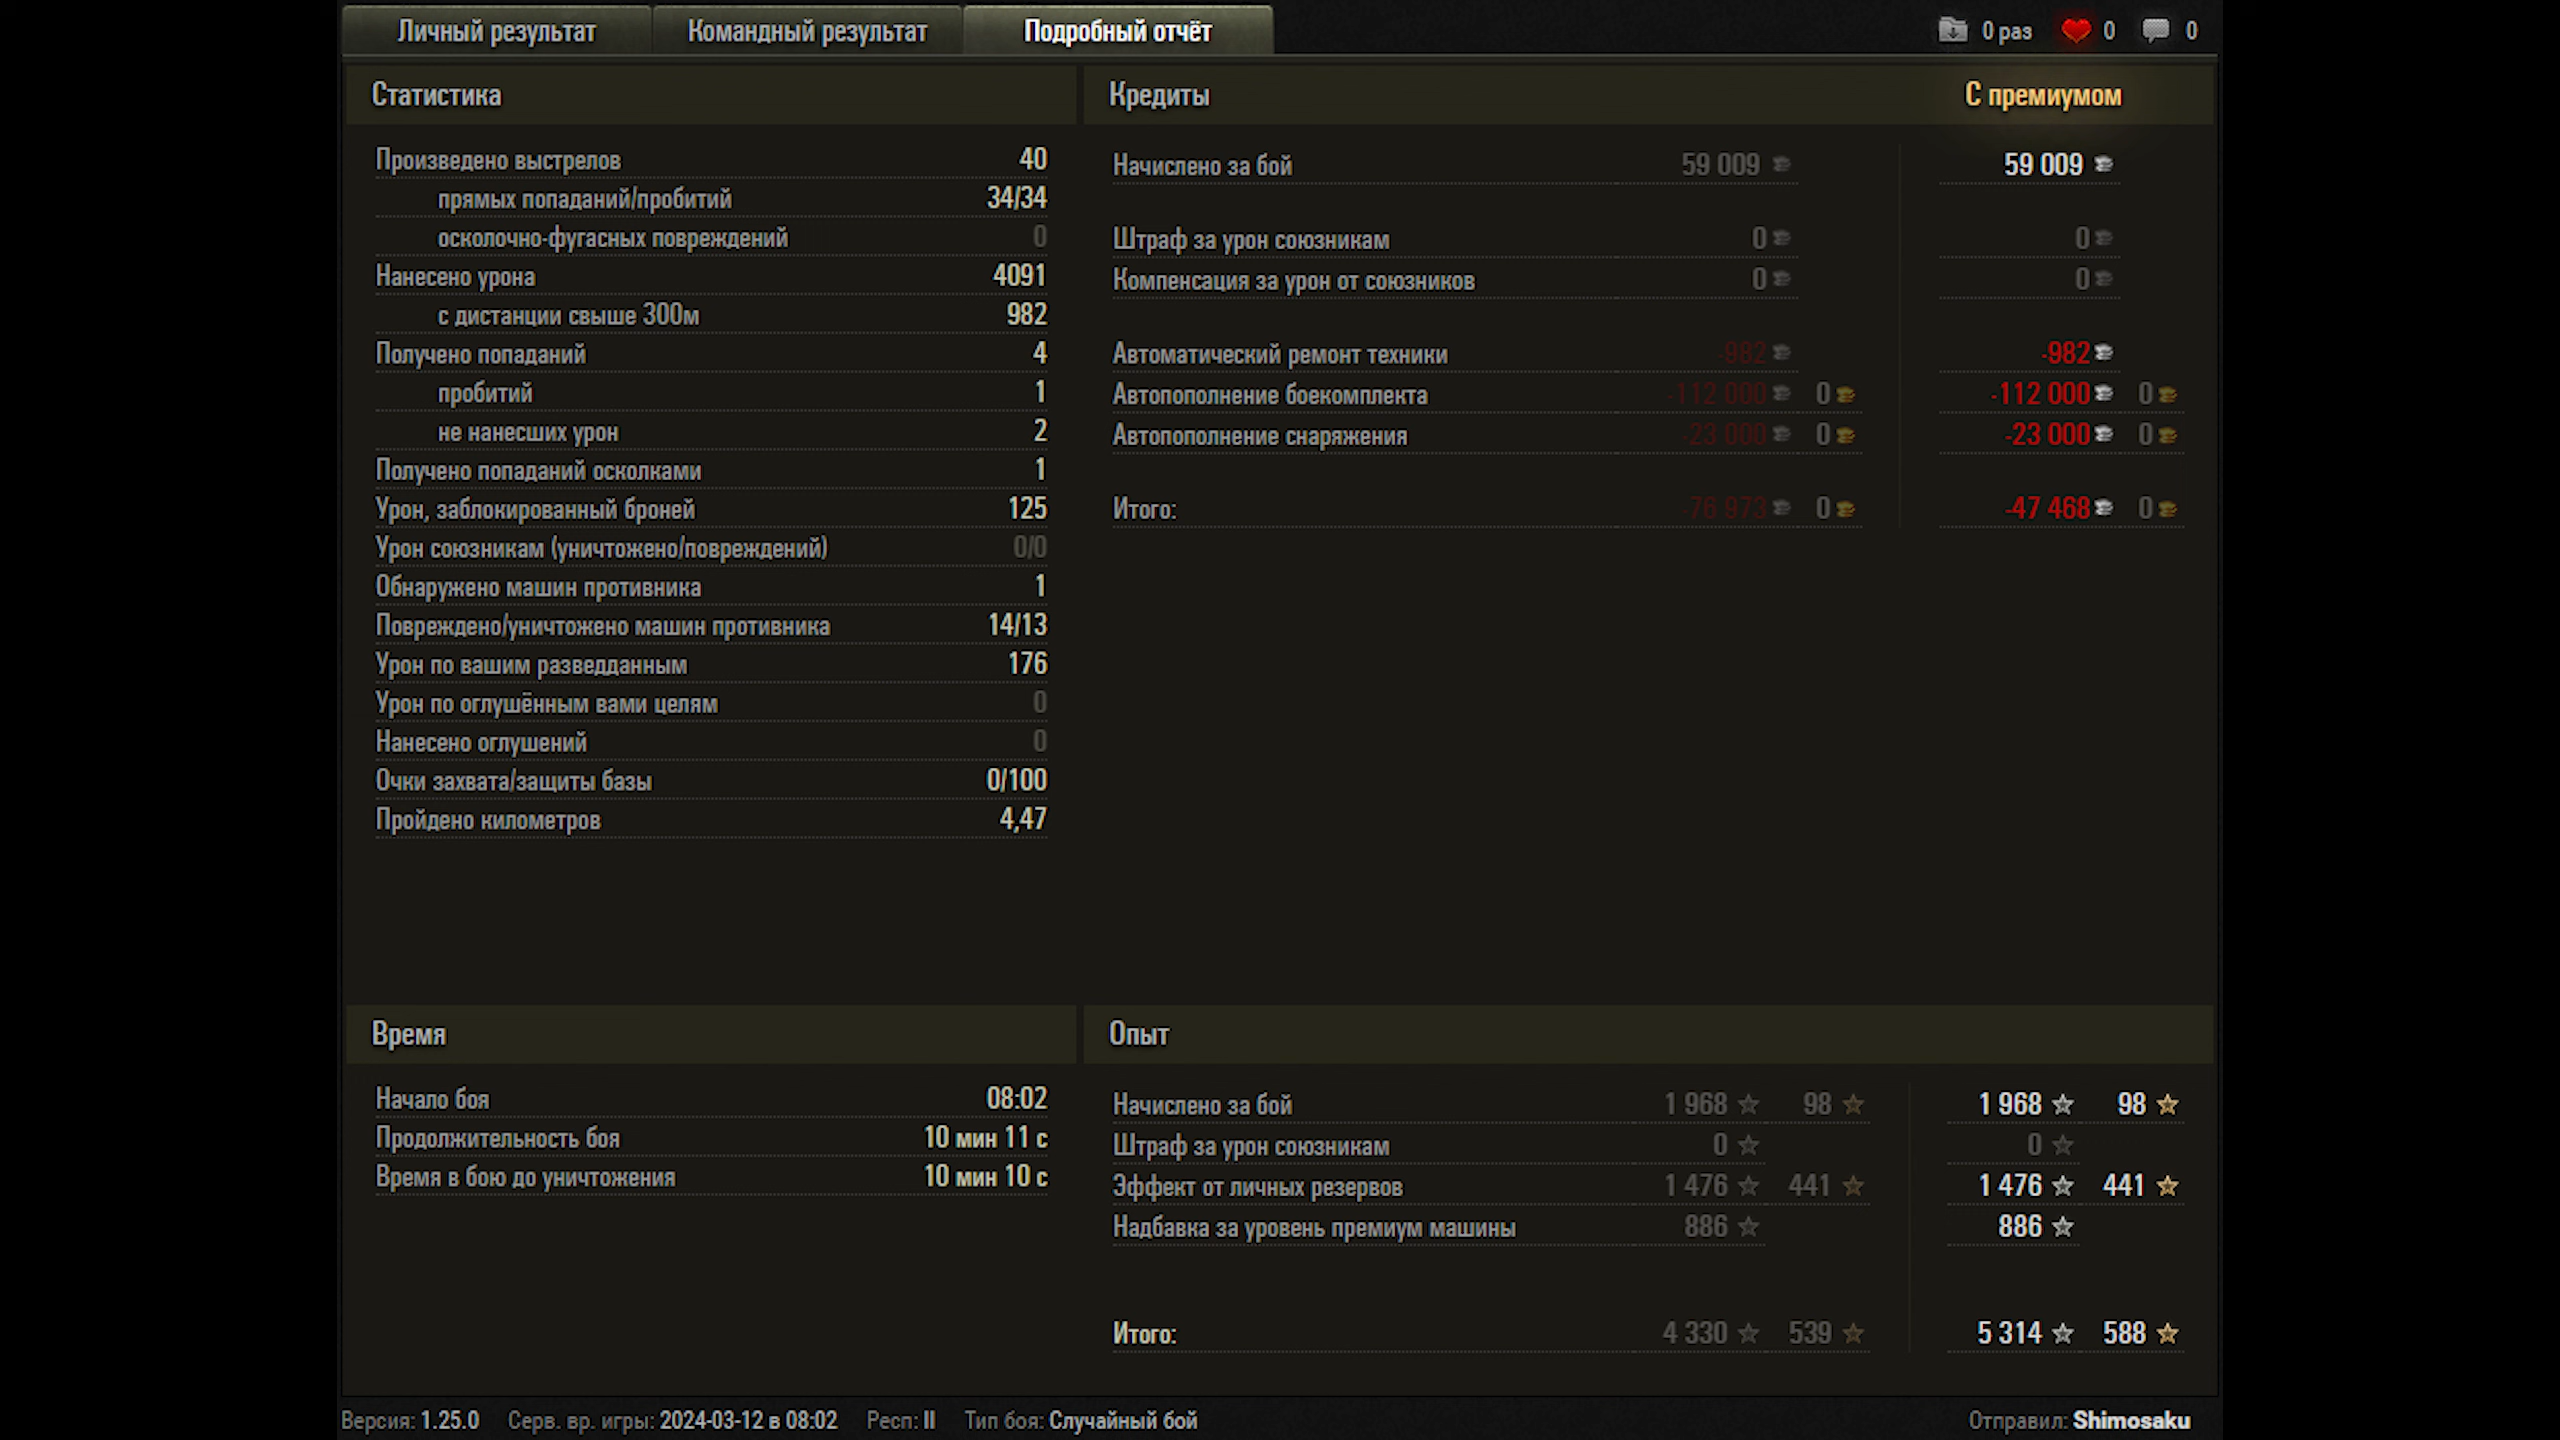 Личный результат Командный результат Подробный отчёт 0 раз 0 0
Статистика
Произведено выстрелов 40
прямых попаданий/пробитий 34/34
осколочно-фугасных повреждений 0
Нанесено урона 4091
с дистанции свыше 300м 982
Получено попаданий 4
пробитий 1
не нанесших урон 2
Получено попаданий осколками 1
Урон, заблокированный броней 125
Урон союзникам (уничтожено/повреждений) 0/0
Обнаружено машин противника 1
Повреждено/уничтожено машин противника 14/13
Урон по вашим разведданным 176
Урон по оглушённым вами целям 0
Нанесено оглушений 0
Очки захвата/защиты базы 0/100
Пройдено километров 4,47
Кредиты С премиумом
Начислено за бой 59 009 59 009
Штраф за урон союзникам 0 0
Компенсация за урон от союзников 0 0
Автоматический ремонт техники -982 -982
Автопополнение боекомплекта -112 000 0 -112 000 0
Автопополнение снаряжения -23 000 0 -23 000 0
Итого: -76 973 0 -47 468 0
Время
Начало боя 08:02
Продолжительность боя 10 мин 11 с
Время в бою до уничтожения 10 мин 10 с
Опыт
Начислено за бой 1 968 98 1 968 98
Штраф за урон союзникам 0 0
Эффект от личных резервов 1 476 441 1 476 441
Надбавка за уровень премиум машины 886 886
Итого: 4 330 539 5 314 588
Версия: 1.25.0 Серв. вр. игры: 2024-03-12 в 08:02 Респ: II Тип боя: Случайный бой Отправил: Shimosaku